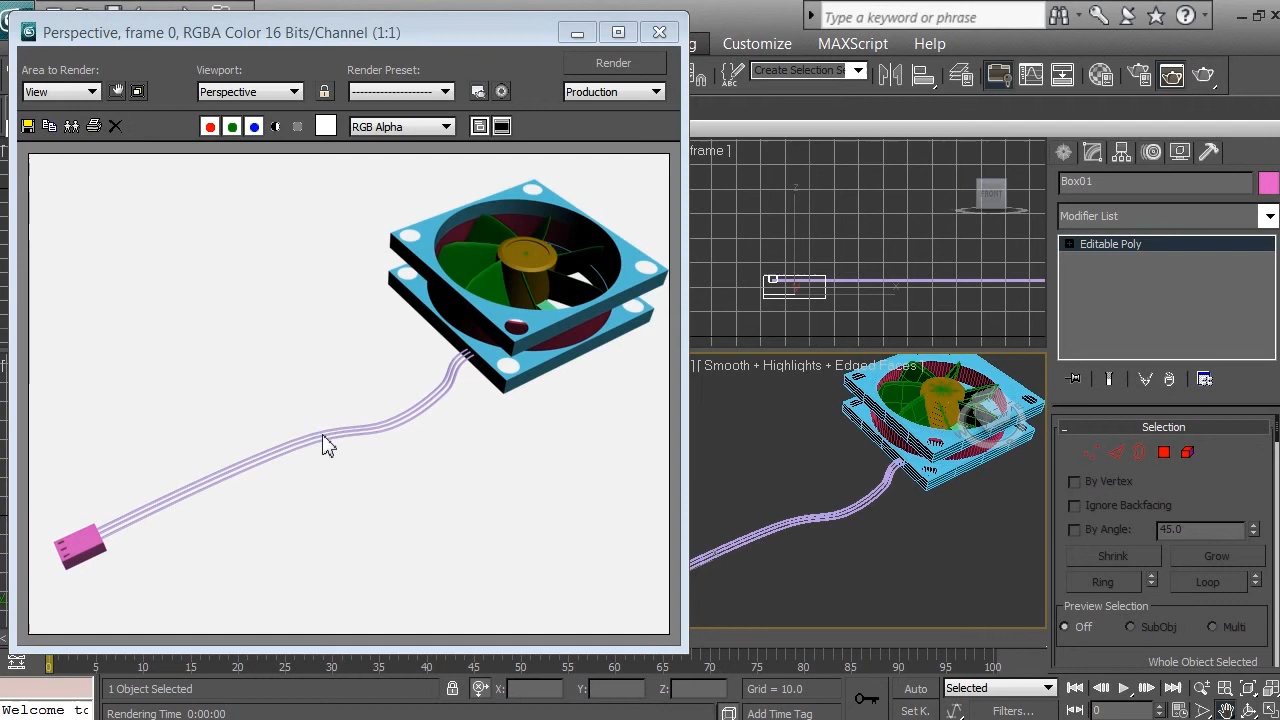 Perspective, frame 0, RGBA Color 16 Bits/Channel (1:1)
Type a keyword or phrase
Customize
MAXScript
Help
Area to Render:
Viewport:
Render Preset:
Render
View
Perspective
Production
Create Selection Se
ABC
RGB Alpha
rame ]
FRONT
Z
X
Box01
Modifier List
Editable Poly
][ Smooth + Highlights + Edged Faces ]
Selection
By Vertex
Ignore Backfacing
By Angle:
45.0
Shrink
Grow
Ring
Loop
Preview Selection
Off
SubObj
Multi
Whole Object Selected
0 5 10 15 20 25 30 35 40 45 50 55 60 65 70 75 80 85 90 95 100
1 Object Selected
X:
Y:
Z:
Grid = 10.0
Auto
Selected
Welcome to
Rendering Time 0:00:00
Add Time Tag
Set K.
Filters...
0